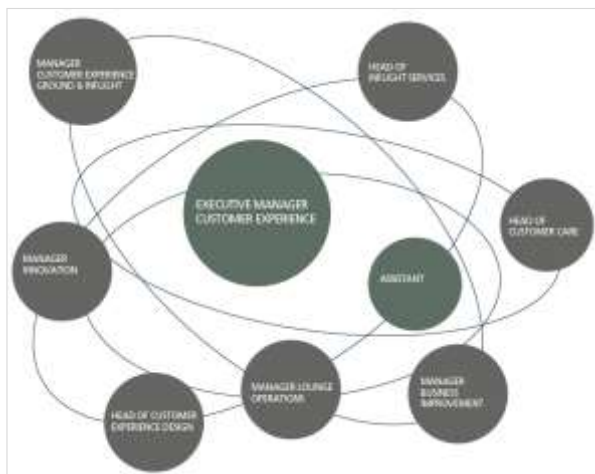 MANAGER
CUSTOMER EXPERIENCE
GROUND & INFLIGHT
HEAD OF
INFLIGHT SERVICES
EXECUTIVE MANAGER
CUSTOMER EXPERIENCE
HEAD OF
CUSTOMER CARE
MANAGER
INNOVATION
ASSISTANT
MANAGER LOUNGE
OPERATIONS
MANAGER
BUSINESS
IMPROVEMENT
HEAD OF CUSTOMER
EXPERIENCE DESIGN